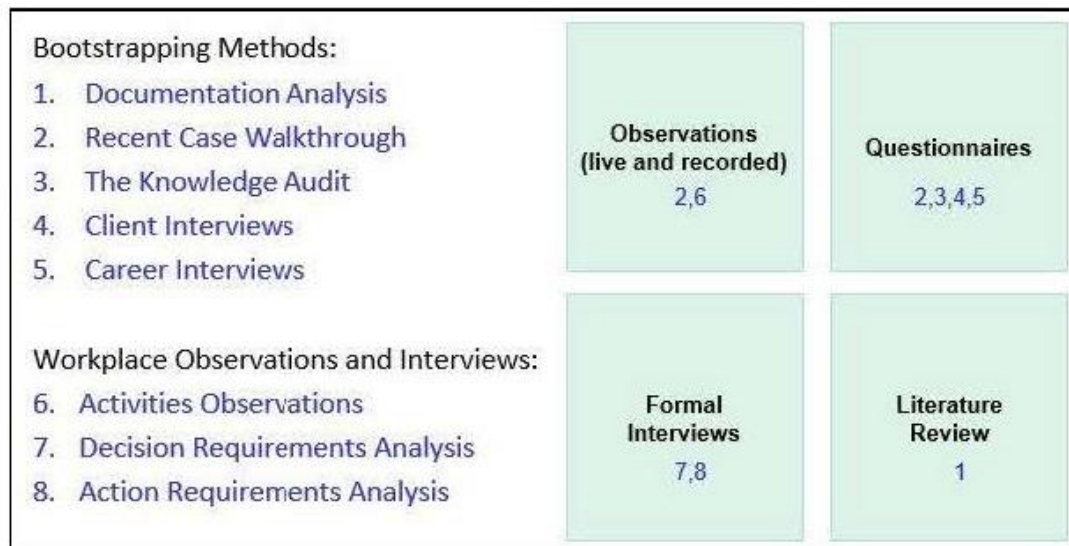 Bootstrapping Methods:
1. Documentation Analysis
2. Recent Case Walkthrough
3. The Knowledge Audit
4. Client Interviews
5. Career Interviews
Workplace Observations and Interviews:
6. Activities Observations
7. Decision Requirements Analysis
8. Action Requirements Analysis
Observations
(live and recorded)
2,6
Questionnaires
2,3,4,5
Formal
Interviews
7,8
Literature
Review
1